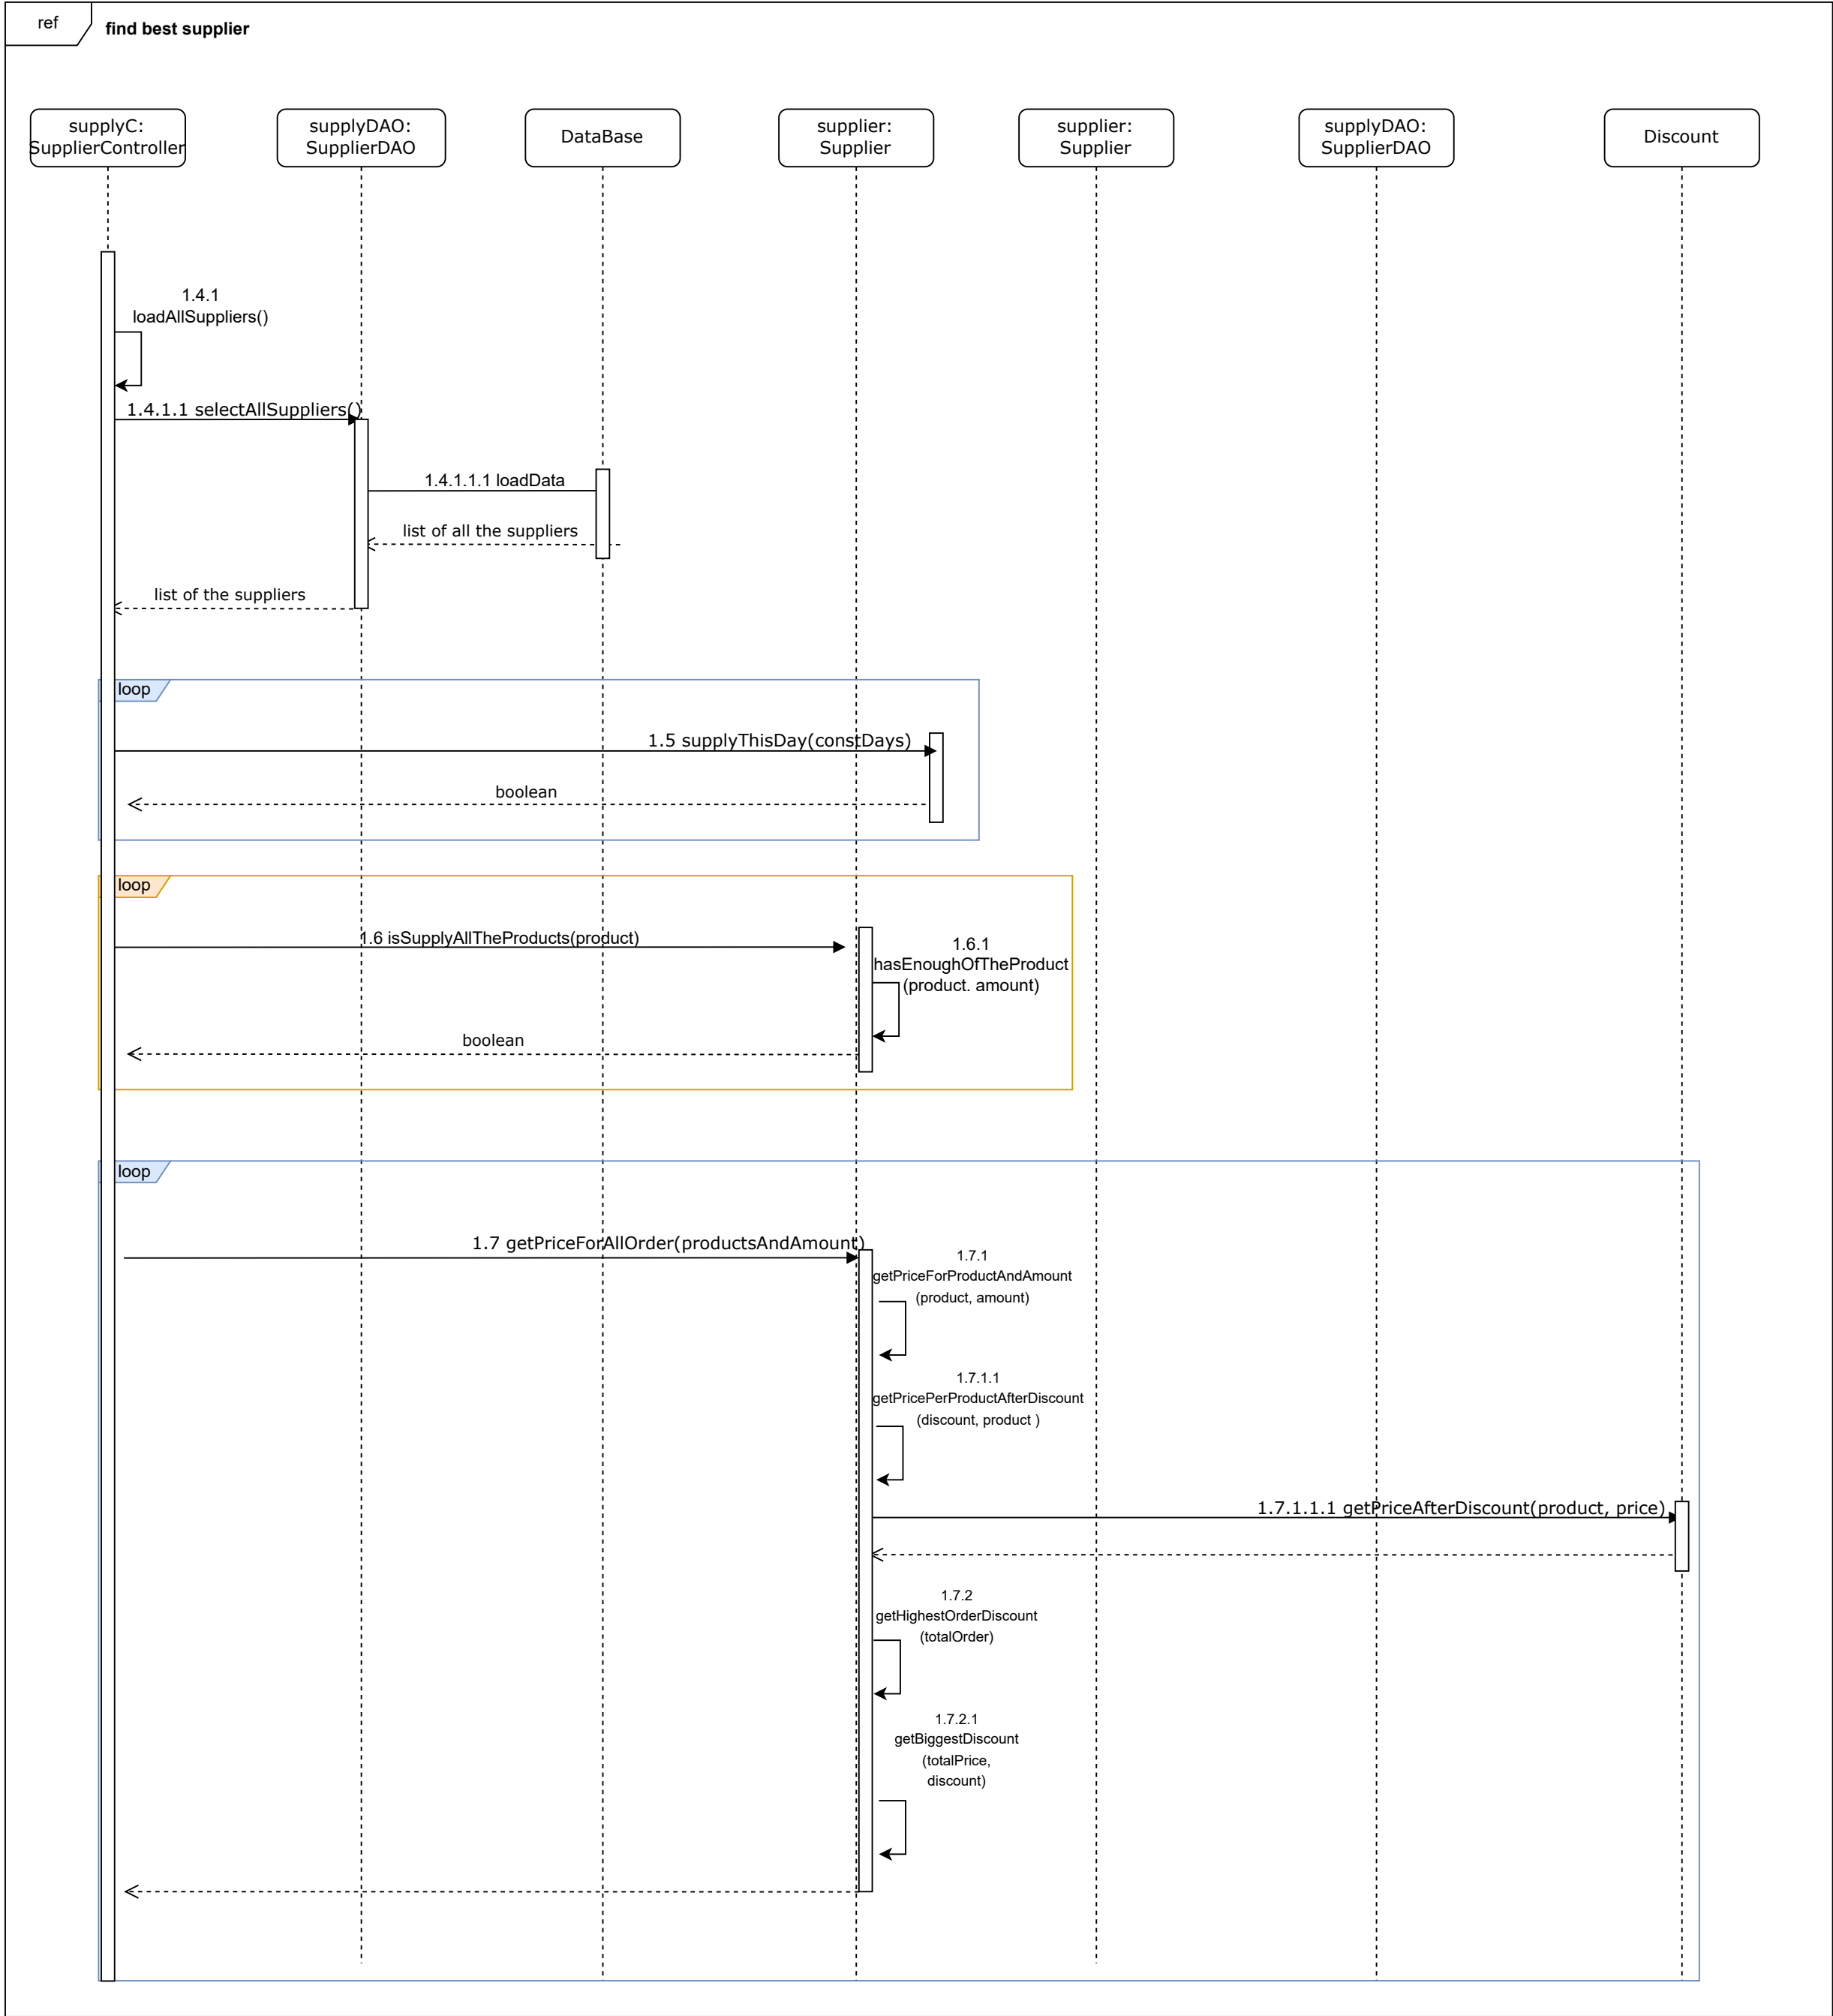 ref
find best supplier
supplyC:
SupplierController
supplyDAO:
SupplierDAO
DataBase
supplier:
Supplier
supplier:
Supplier
supplyDAO:
SupplierDAO
Discount
1.4.1
loadAllSuppliers()
1.4.1.1 selectAllSuppliers()
1.4.1.1.1 loadData
list of all the suppliers
list of the suppliers
loop
1.5 supplyThisDay(constDays)
boolean
loop
1.6 isSupplyAllTheProducts(product)
1.6.1
hasEnoughOfTheProduct
(product. amount)
boolean
loop
1.7 getPriceForAllOrder(productsAndAmount)
1.7.1
getPriceForProductAndAmount
(product, amount)
1.7.1.1
getPricePerProductAfterDiscount
(discount, product )
1.7.1.1.1 getPriceAfterDiscount(product, price)
1.7.2
getHighestOrderDiscount
(totalOrder)
1.7.2.1
getBiggestDiscount
(totalPrice,
discount)